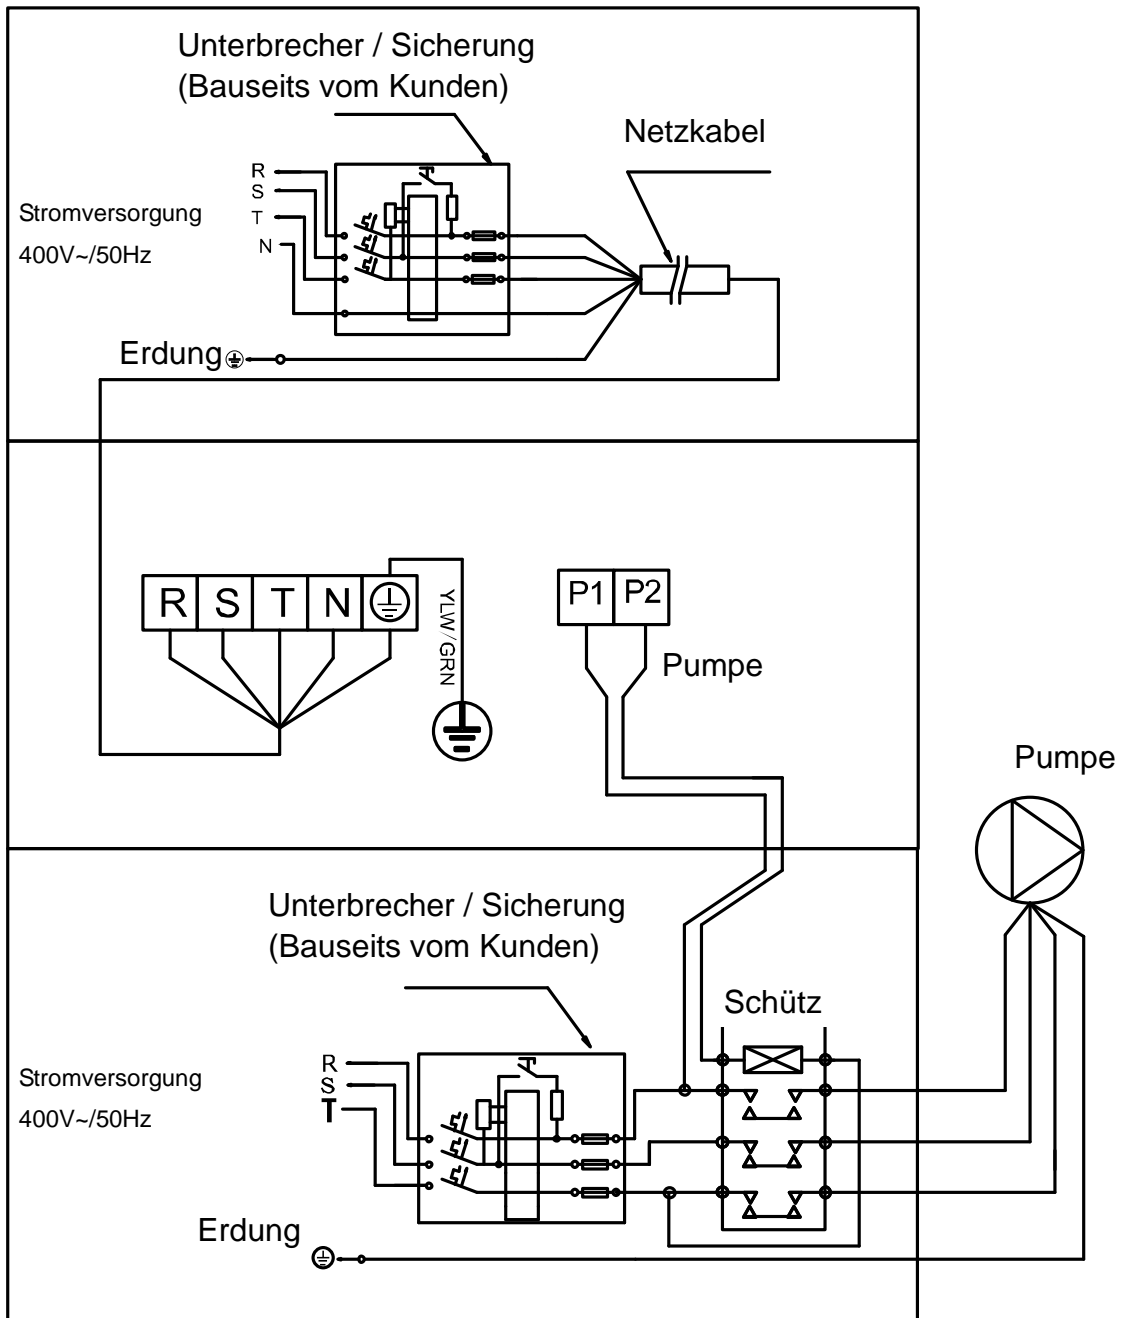 Unterbrecher / Sicherung
(Bauseits vom Kunden)
Netzkabel
R
S
T
N
Stromversorgung
400V~/50Hz
Erdung
R S T N
YLW/GRN
P1 P2
Pumpe
Pumpe
Unterbrecher / Sicherung
(Bauseits vom Kunden)
Schütz
R
S
T
Stromversorgung
400V~/50Hz
Erdung